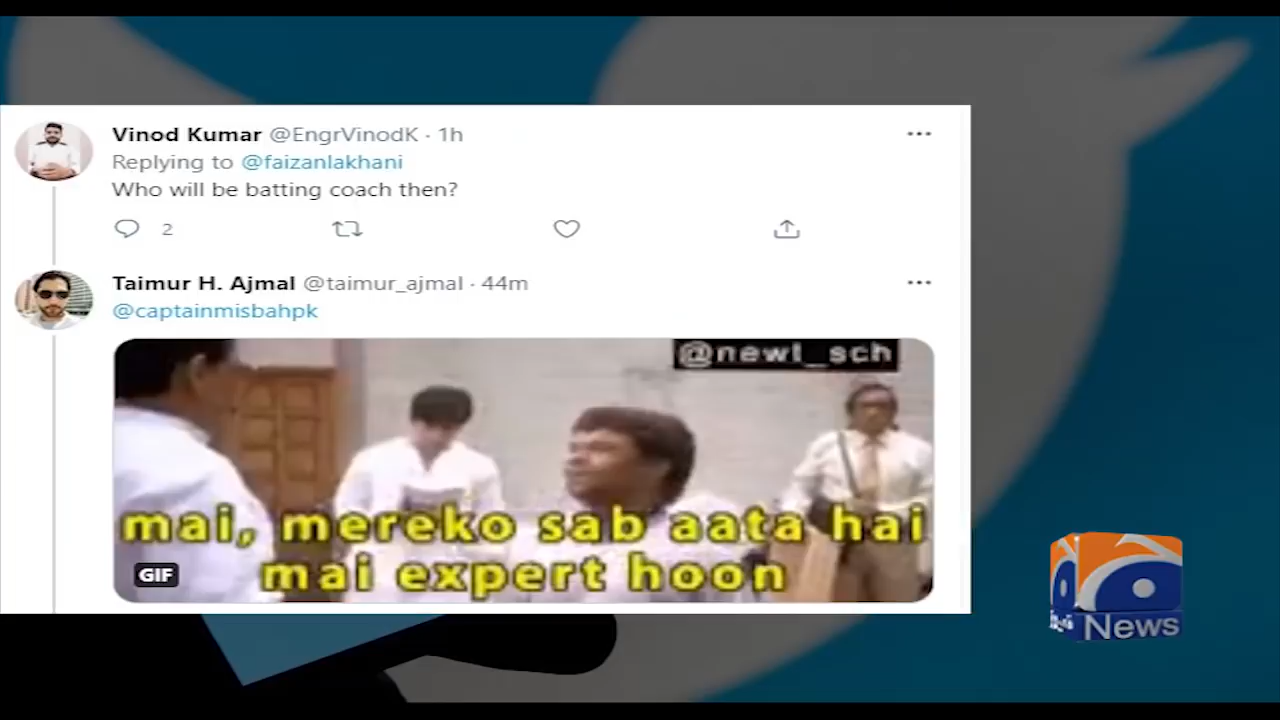 Vinod Kumar @EngrVinodK · 1h
Replying to @faizanlakhani
Who will be batting coach then?
2
Taimur H. Ajmal @taimur_ajmal · 44m
@captainmisbahpk
@newl_sch
mai, mereko sab aata hai
mai expert hoon
GIF
News